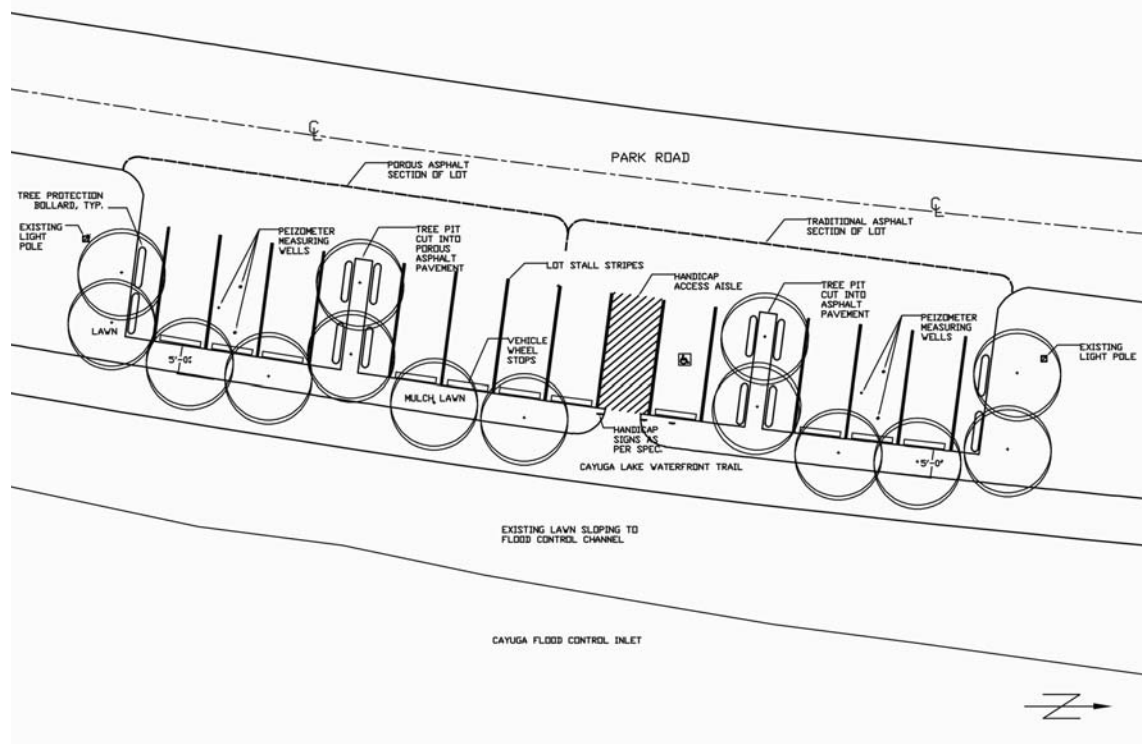 C L
PARK ROAD
POROUS ASPHALT
SECTION OF LOT
C L
TREE PROTECTION
BOLLARD, TYP.
EXISTING
LIGHT
POLE
PEIZOMETER
MEASURING
WELLS
TREE PIT
CUT INTO
POROUS
ASPHALT
PAVEMENT
LOT STALL STRIPES
TRADITIONAL ASPHALT
SECTION OF LOT
HANDICAP
ACCESS AISLE
TREE PIT
CUT INTO
ASPHALT
PAVEMENT
PEIZOMETER
MEASURING
WELLS
EXISTING
LIGHT POLE
LAWN
5'-0"
VEHICLE
WHEEL
STOPS
MULCH LAWN
HANDICAP
SIGNS AS
PER SPEC.
5'-0"
CAYUGA LAKE WATERFRONT TRAIL
EXISTING LAWN SLOPING TO
FLOOD CONTROL CHANNEL
CAYUGA FLOOD CONTROL INLET
Z